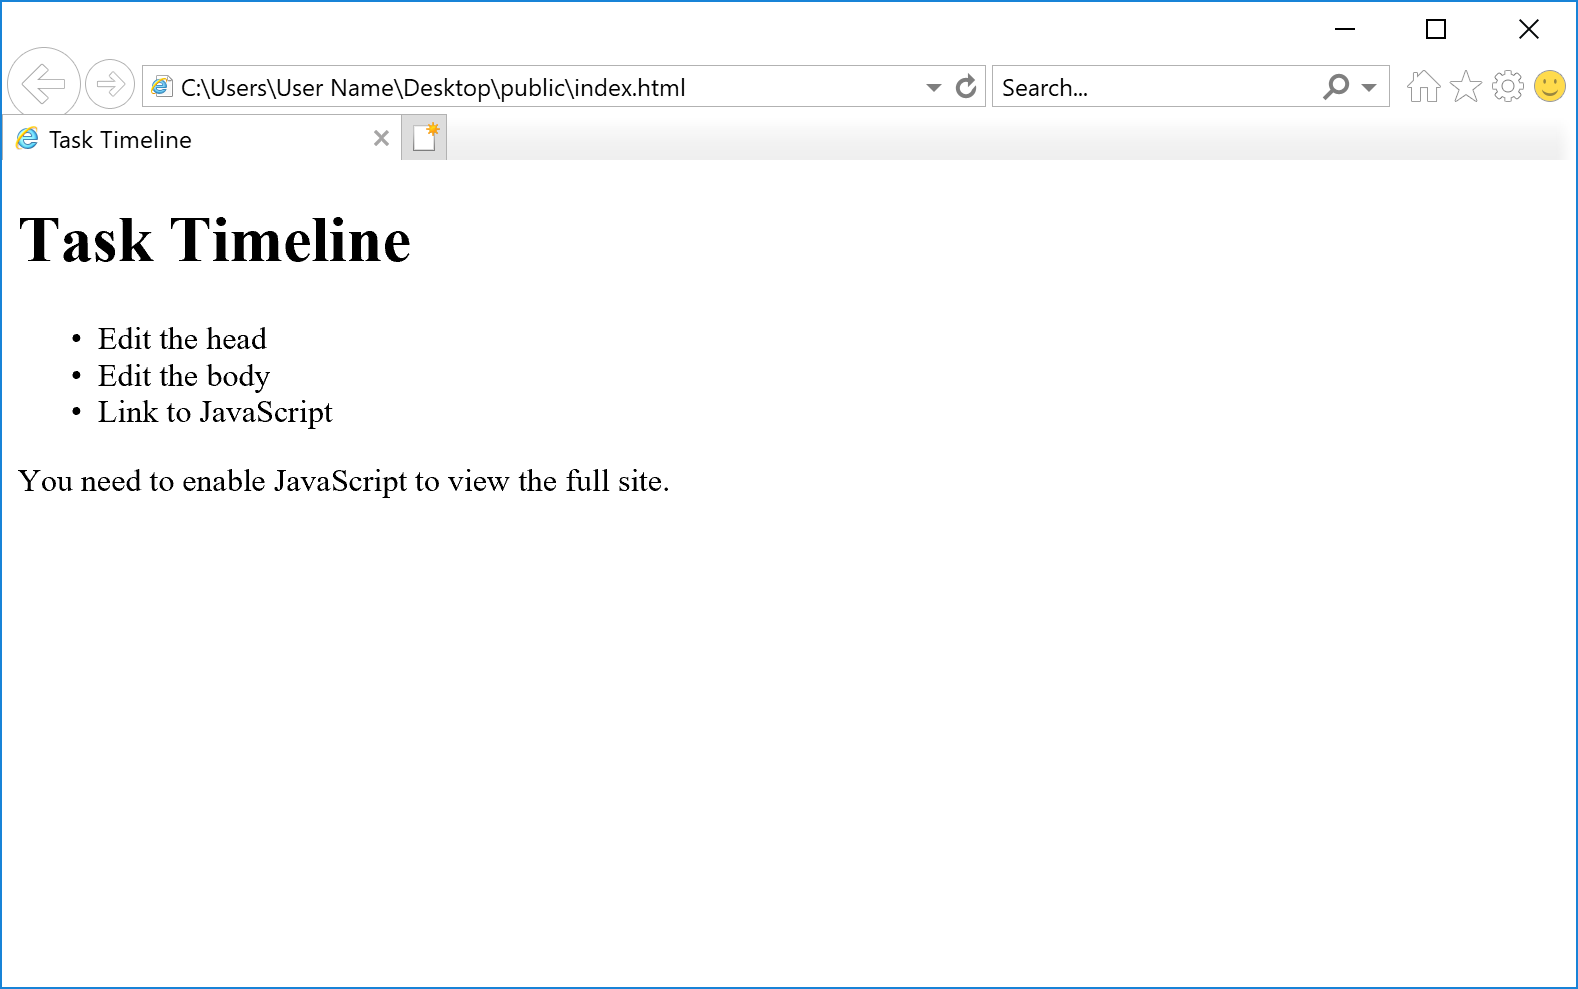 C:\Users\User Name\Desktop\public\index.html
Search...
Task Timeline
Task Timeline
• Edit the head
• Edit the body
• Link to JavaScript
You need to enable JavaScript to view the full site.